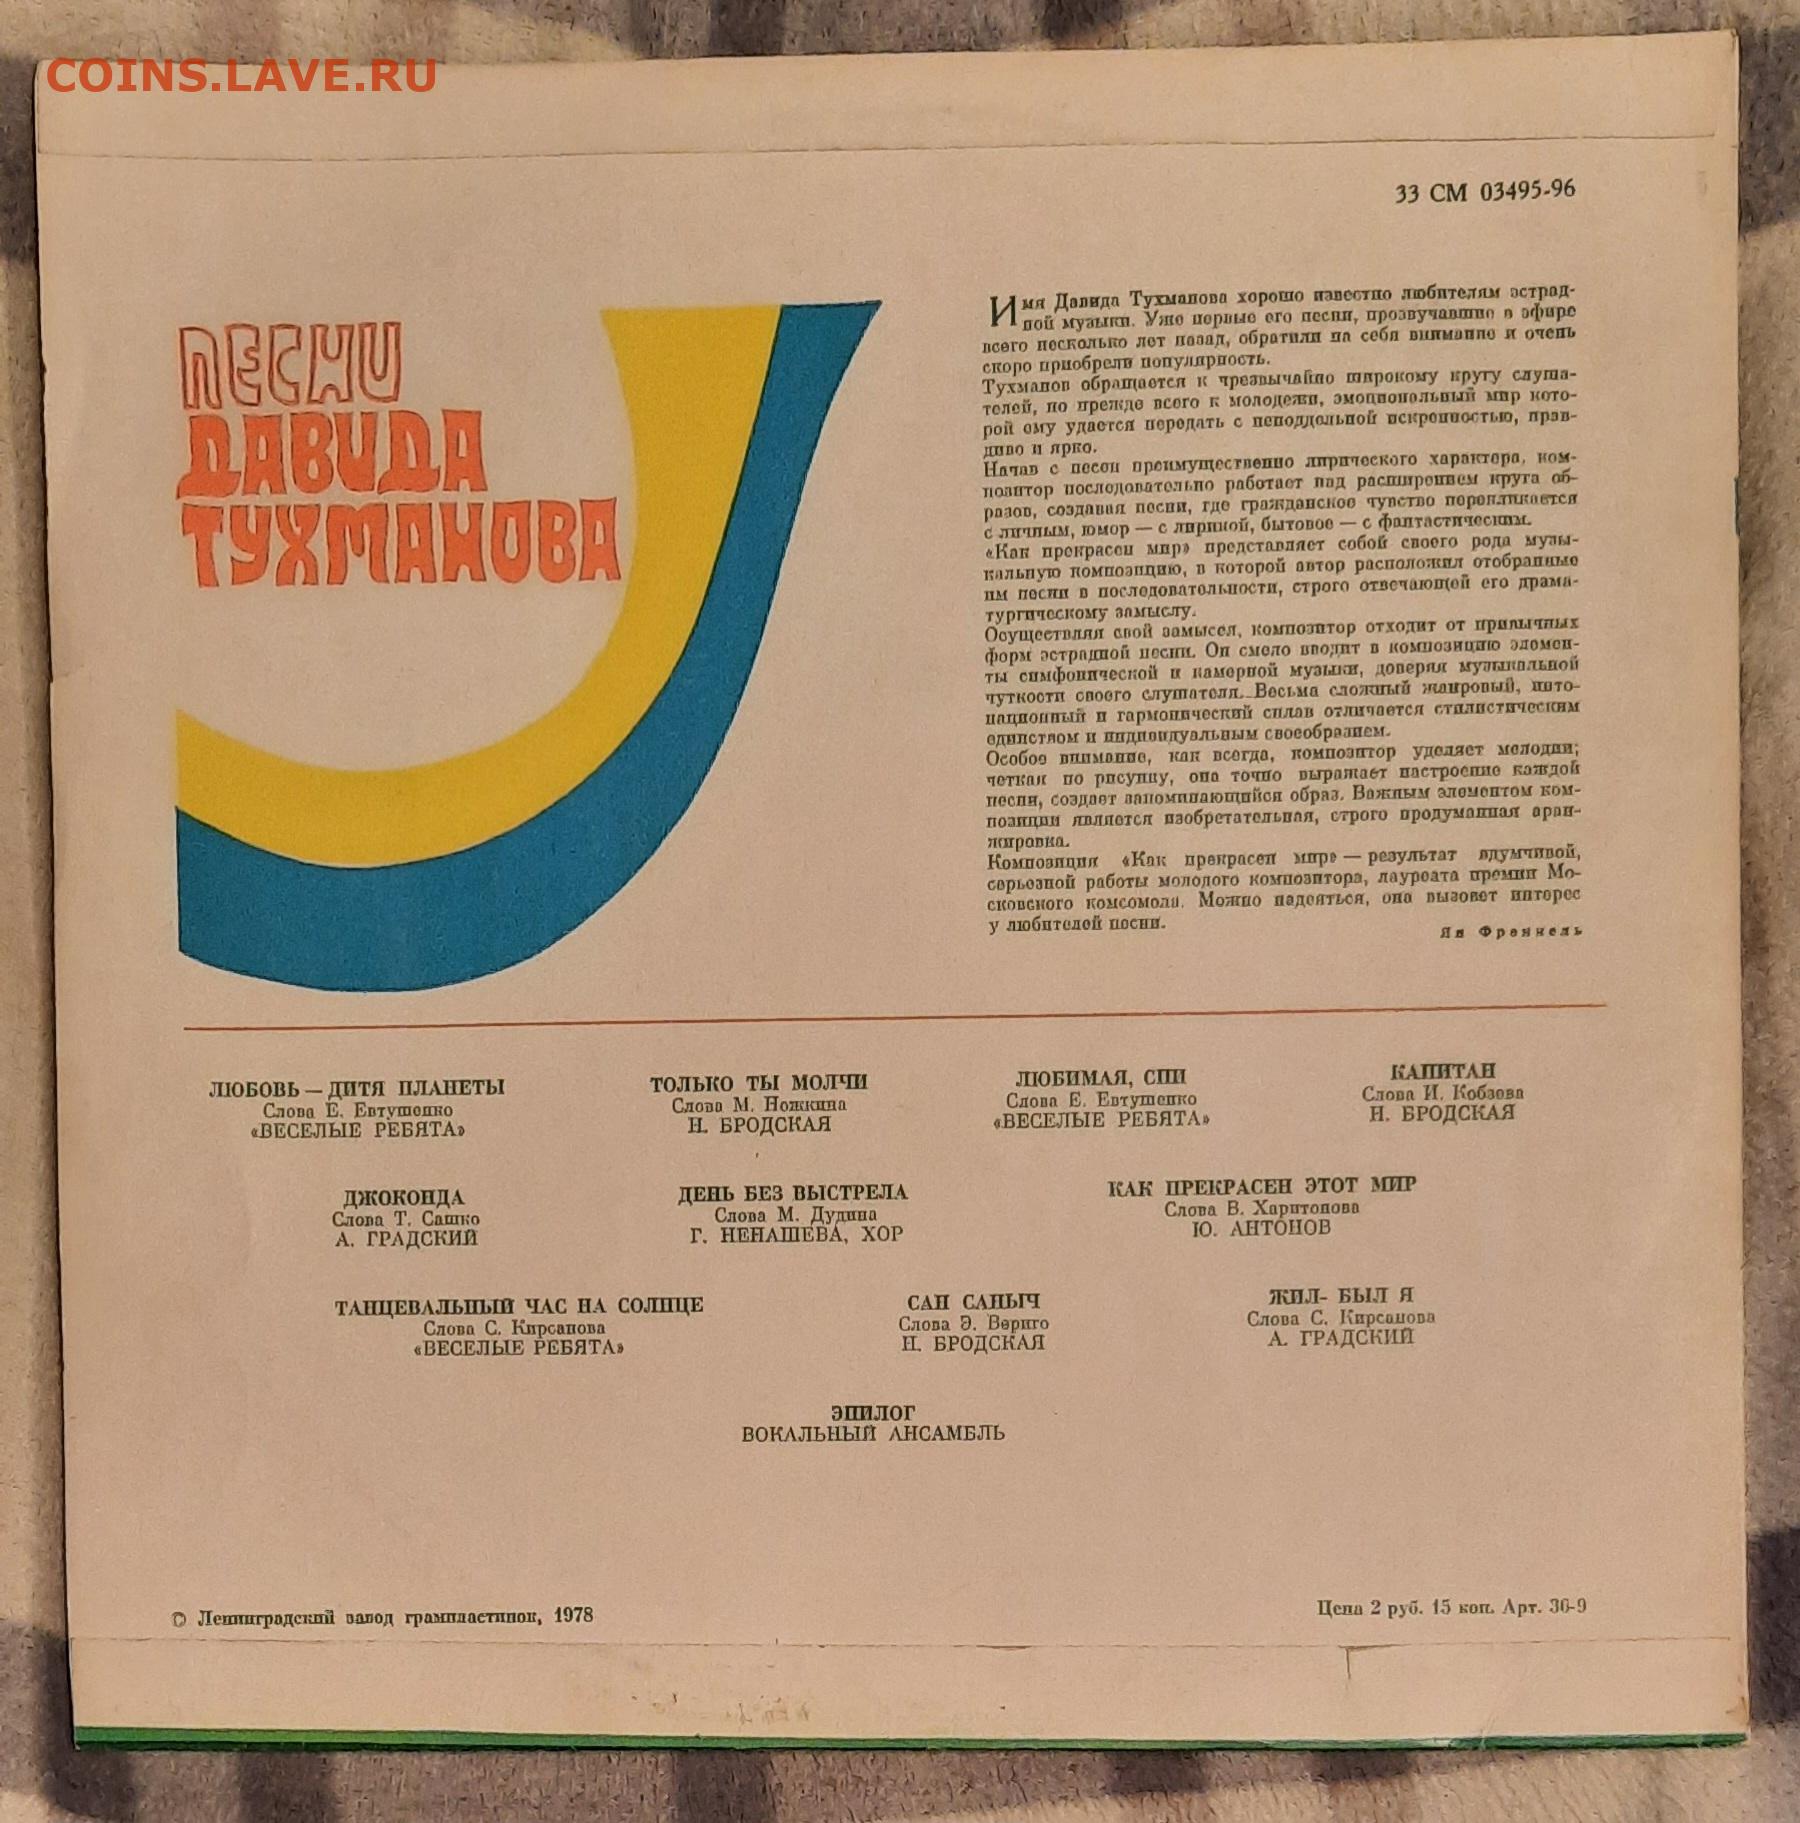 COINS.LAVE.RU
33 СМ 03495-96
ПЕСНИ
ДАВИДА
ТУХМАНОВА
Имя Давида Тухманова хорошо известно любителям эстрад-
ной музыки. Уже первые его песни, прозвучавшие в эфире
всего несколько лет назад, обратили на себя внимание и очень
скоро приобрели популярность.
Тухманов обращается к чрезвычайно широкому кругу слуша-
телей, но прежде всего к молодежи, эмоциональный мир кото-
рой ему удается передать с неподдельной искренностью, прав-
диво и ярко.
Начав с песен преимущественно лирического характера, ком-
позитор последовательно работает над расширением круга об-
разов, создавая песни, где гражданское чувство перекликается
с личным, юмор — с лирикой, бытовое — с фантастическим.
«Как прекрасен мир» представляет собой своего рода музы-
кальную композицию, в которой автор расположил отобранные
им песни в последовательности, строго отвечающей его драма-
тургическому замыслу.
Осуществляя свой замысел, композитор отходит от привычных
форм эстрадной песни. Он смело вводит в композицию элемен-
ты симфонической и камерной музыки, доверяя музыкальной
чуткости своего слушателя. Весьма сложный жанровый, инто-
национный и гармонический сплав отличается стилистическим
единством и индивидуальным своеобразием.
Особое внимание, как всегда, композитор уделяет мелодии;
четкая по рисунку, она точно выражает настроение каждой
песни, создает запоминающийся образ. Важным элементом ком-
позиции является изобретательная, строго продуманная аран-
жировка.
Композиция «Как прекрасен мир» — результат вдумчивой,
серьезной работы молодого композитора, лауреата премии Мо-
сковского комсомола. Можно надеяться, она вызовет интерес
у любителей песни.
Ян Френкель
ЛЮБОВЬ — ДИТЯ ПЛАНЕТЫ
Слова Е. Евтушенко
«ВЕСЕЛЫЕ РЕБЯТА»
ТОЛЬКО ТЫ МОЛЧИ
Слова М. Ножкина
Н. БРОДСКАЯ
ЛЮБИМАЯ, СПИ
Слова Е. Евтушенко
«ВЕСЕЛЫЕ РЕБЯТА»
КАПИТАН
Слова И. Кобзева
Н. БРОДСКАЯ
ДЖОКОНДА
Слова Т. Сашко
А. ГРАДСКИЙ
ДЕНЬ БЕЗ ВЫСТРЕЛА
Слова М. Дудина
Г. НЕНАШЕВА, ХОР
КАК ПРЕКРАСЕН ЭТОТ МИР
Слова В. Харитонова
Ю. АНТОНОВ
ТАНЦЕВАЛЬНЫЙ ЧАС НА СОЛНЦЕ
Слова С. Кирсанова
«ВЕСЕЛЫЕ РЕБЯТА»
САН САНЫЧ
Слова Э. Вериго
Н. БРОДСКАЯ
ЖИЛ- БЫЛ Я
Слова С. Кирсанова
А. ГРАДСКИЙ
ЭПИЛОГ
ВОКАЛЬНЫЙ АНСАМБЛЬ
© Ленинградский завод грампластинок, 1978
Цена 2 руб. 15 коп. Арт. 36-9